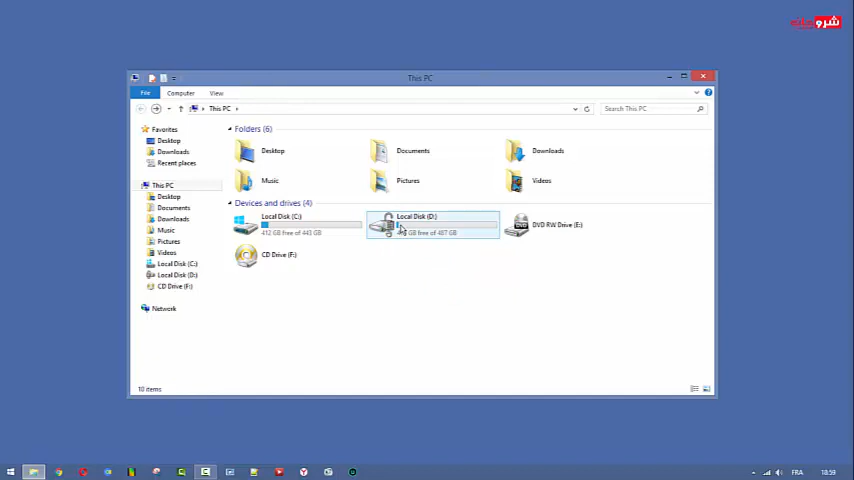 شروحات
This PC
File
Computer
View
This PC
Search This PC
Favorites
Desktop
Downloads
Recent places
This PC
Desktop
Documents
Downloads
Music
Pictures
Videos
Local Disk (C:)
Local Disk (D:)
CD Drive (F:)
Network
Folders (6)
Desktop
Documents
Downloads
Music
Pictures
Videos
Devices and drives (4)
Local Disk (C:)
412 GB free of 443 GB
Local Disk (D:)
GB free of 487 GB
DVD RW Drive (E:)
CD Drive (F:)
10 items
FRA
18:59